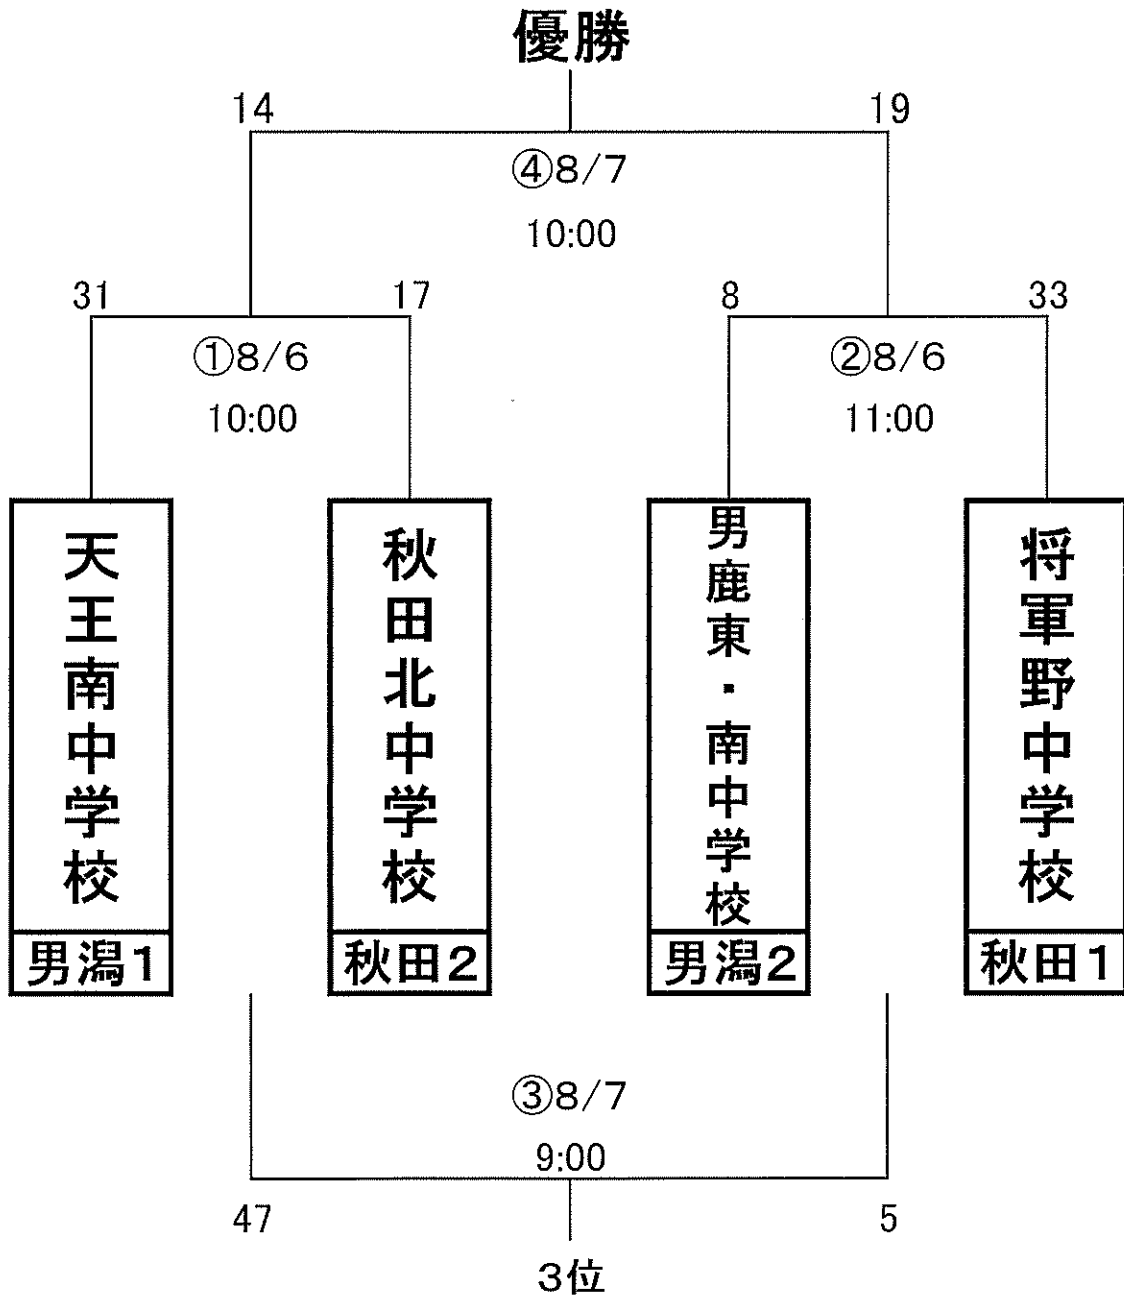 優勝
14
19
④8/7
10:00
31
17
8
33
①8/6
②8/6
10:00
11:00
天王南中学校
秋田北中学校
男鹿東・南中学校
将軍野中学校
男潟1
秋田2
男潟2
秋田1
③8/7
9:00
47
5
3位